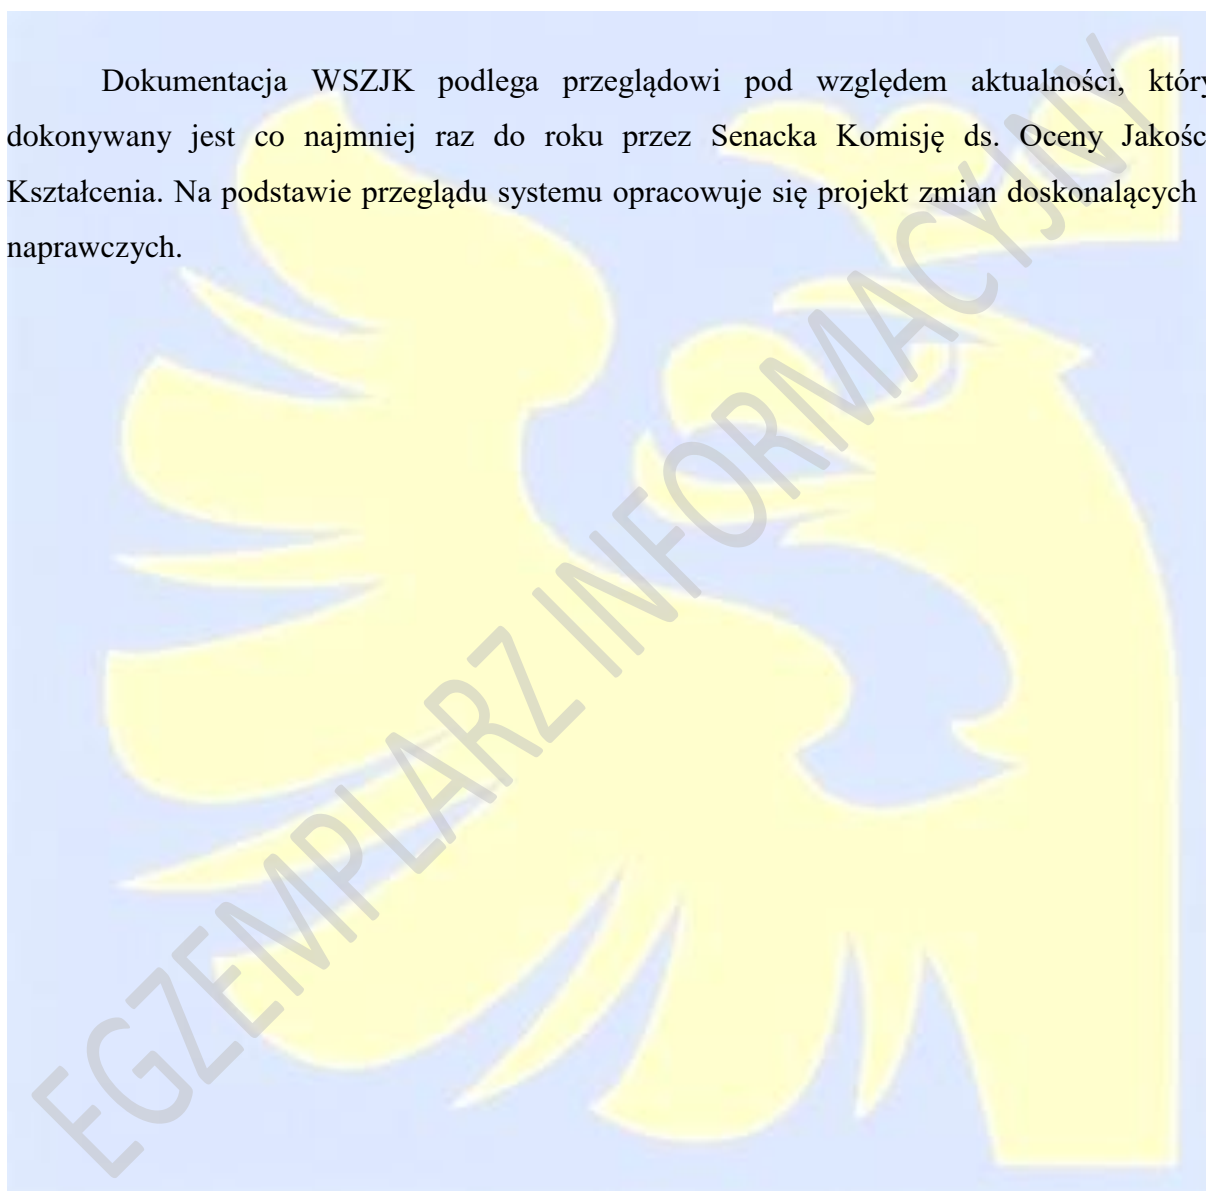 Dokumentacja WSZJK podlega przeglądowi pod względem aktualności, który
dokonywany jest co najmniej raz do roku przez Senacka Komisję ds. Oceny Jakośc
Kształcenia. Na podstawie przeglądu systemu opracowuje się projekt zmian doskonalących
naprawczych.
EGZEMPLARZ INFORMACYJNY